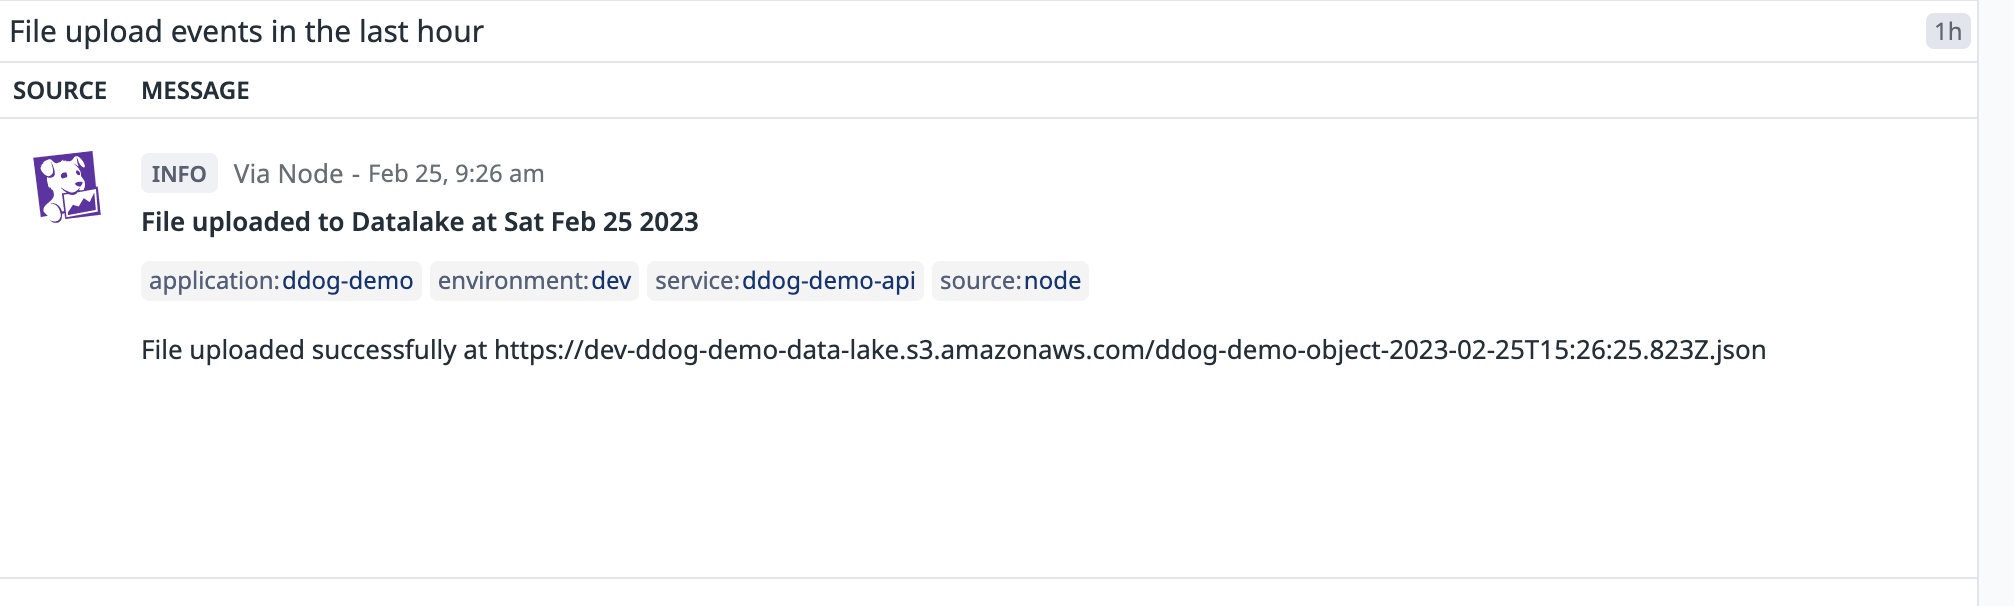 File upload events in the last hour 1h
SOURCE MESSAGE
INFO Via Node - Feb 25, 9:26 am
File uploaded to Datalake at Sat Feb 25 2023
application:ddog-demo environment:dev service:ddog-demo-api source:node
File uploaded successfully at https://dev-ddog-demo-data-lake.s3.amazonaws.com/ddog-demo-object-2023-02-25T15:26:25.823Z.json